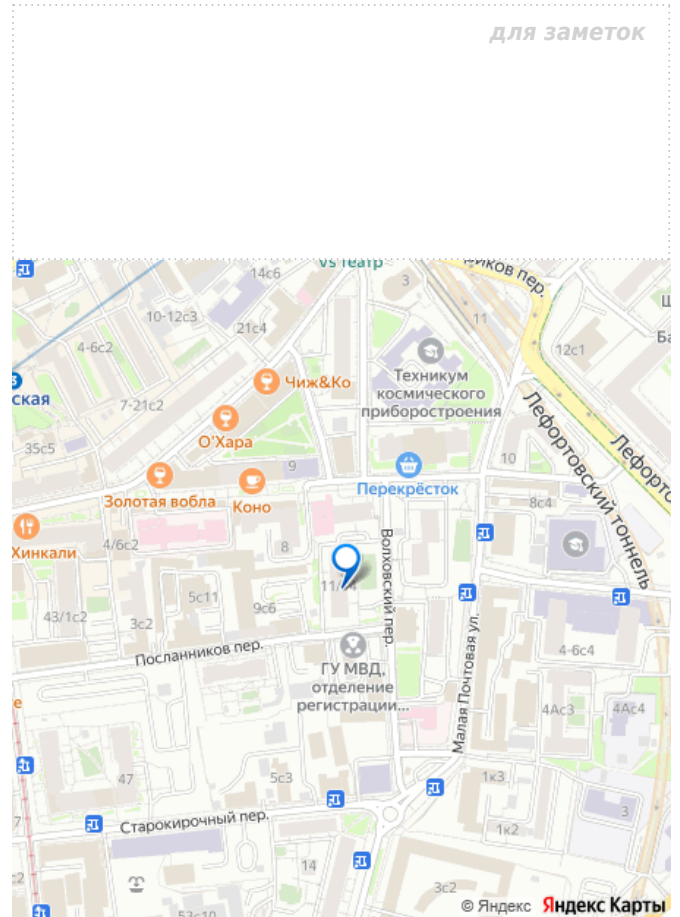 для заметок
vs Театр
14с6
3
10-12с3
21с4
11
12с1
4-6с2
Чиж&Ко
Техникум
космического
приборостроения
ская
7-21с2
О'Хара
35с5
9
10
Лефортовский тоннель
Золотая вобла
Коно
Перекрёсток
8с4
Хинкали
4/6с2
8
Волховский пер.
5с11
9с6
43/1с2
3с2
Посланников пер.
ГУ МВД,
отделение
регистрации...
Малая Почтовая ул.
4-6с4
4Ас3
4Ас4
47
5с3
1к3
3
Старокирочный пер.
1к2
14
3с2
53с10
© Яндекс Яндекс Карты